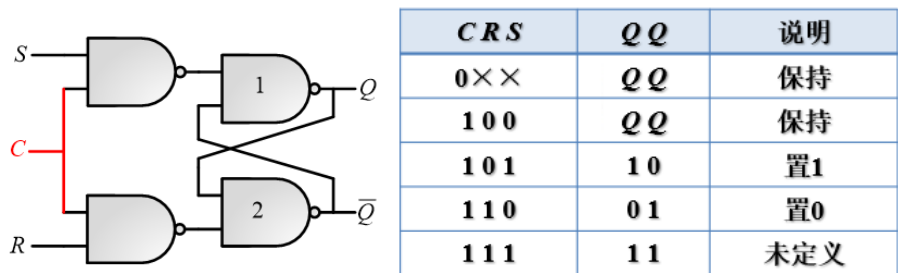 S
C
R
1
2
Q
Q̅
C R S Q Q 说明
0×× Q Q 保持
1 0 0 Q Q 保持
1 0 1 1 0 置1
1 1 0 0 1 置0
1 1 1 1 1 未定义